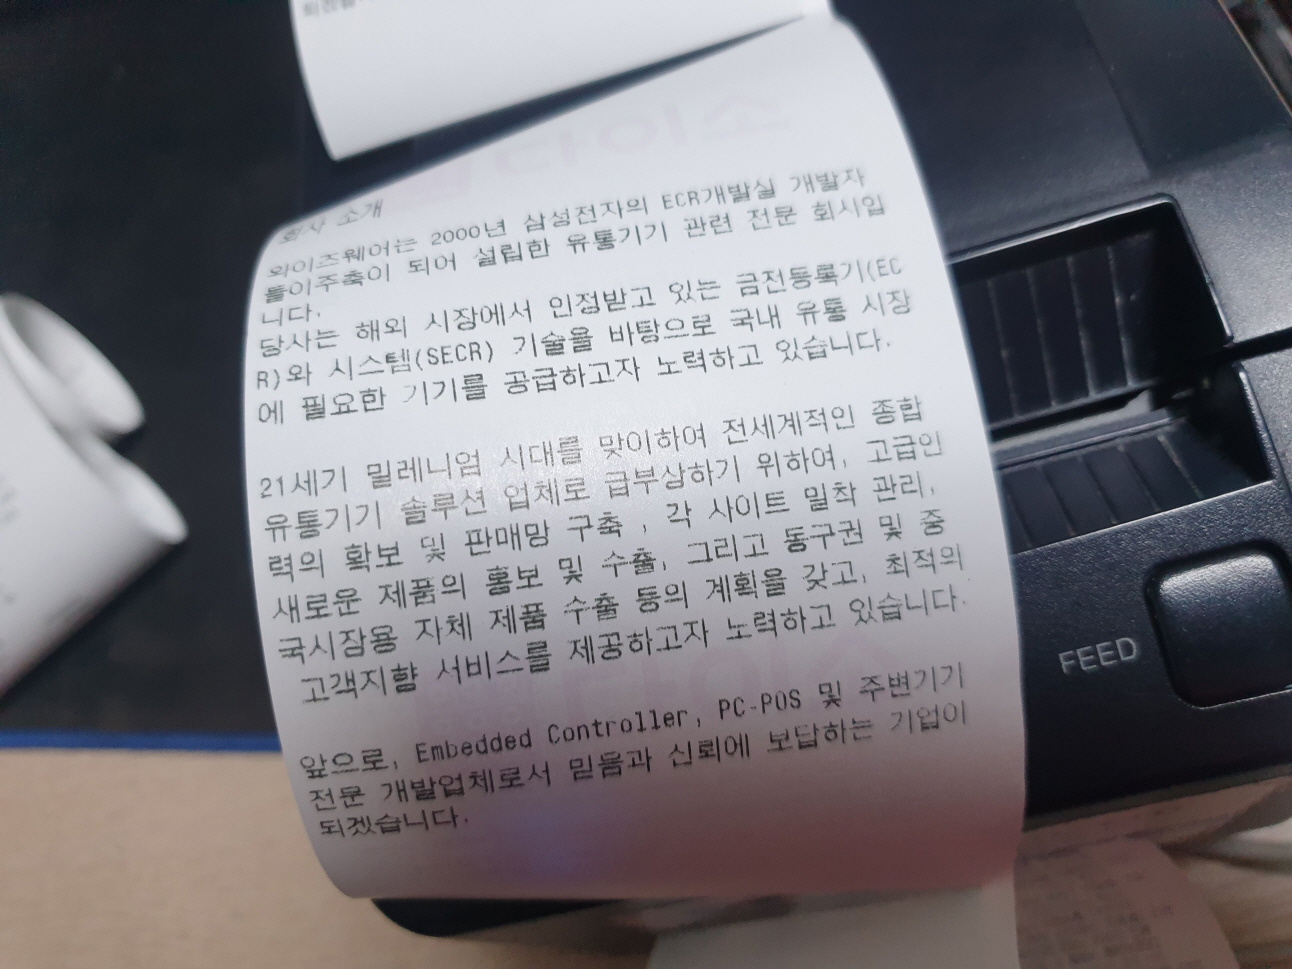 회사 소개
와이즈웨어는 2000년 삼성전자의 ECR개발실 개발자
들이주축이 되어 설립한 유통기기 관련 전문 회시입
니다.
당사는 해외 시장에서 인정받고 있는 금전등록기(EC
R)와 시스템(SECR) 기술을 바탕으로 국내 유통 시장
에 필요한 기기를 공급하고자 노력하고 있습니다.
21세기 밀레니엄 시대를 맞이하여 전세계적인 종합
유통기기 솔루션 업체로 급부상하기 위하여, 고급인
력의 확보 및 판매망 구축 , 각 사이트 밀착 관리,
새로운 제품의 홍보 및 수출, 그리고 동구권 및 중
국시장용 자체 제품 수출 등의 계획을 갖고, 최적의
고객지향 서비스를 제공하고자 노력하고 있습니다.
앞으로, Embedded Controller, PC-POS 및 주변기기
전문 개발업체로서 믿음과 신뢰에 보답하는 기업이
되겠습니다.
FEED